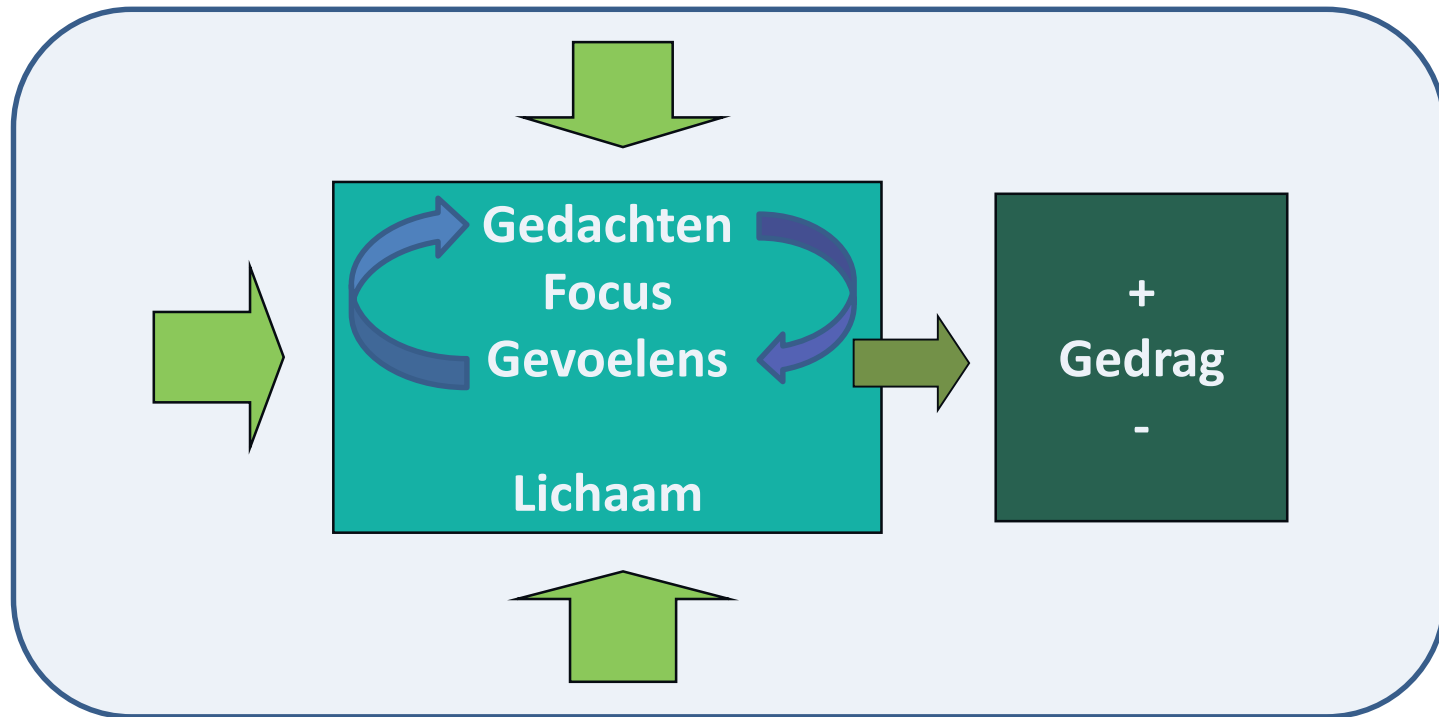 Gedachten
Focus
Gevoelens
Lichaam
+
Gedrag
-